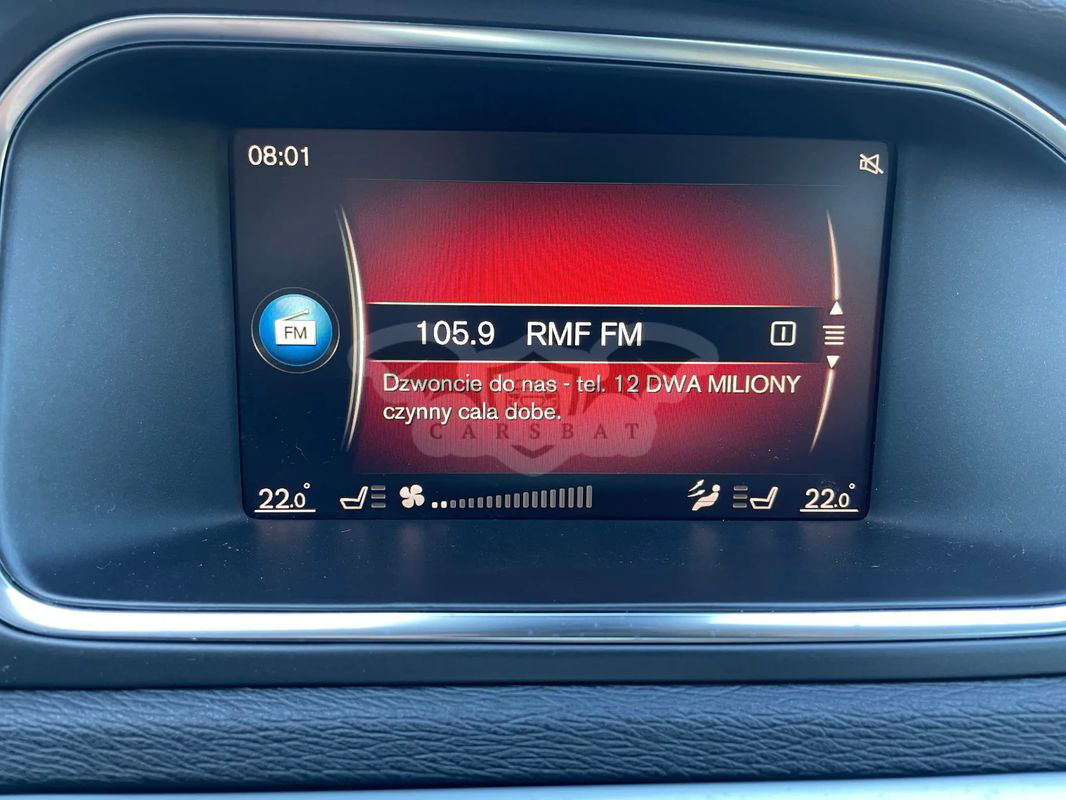 08:01
FM
105.9 RMF FM
Dzwoncie do nas - tel. 12 DWA MILIONY
czynny cala dobe.
CARSBAT
22.0° 22.0°